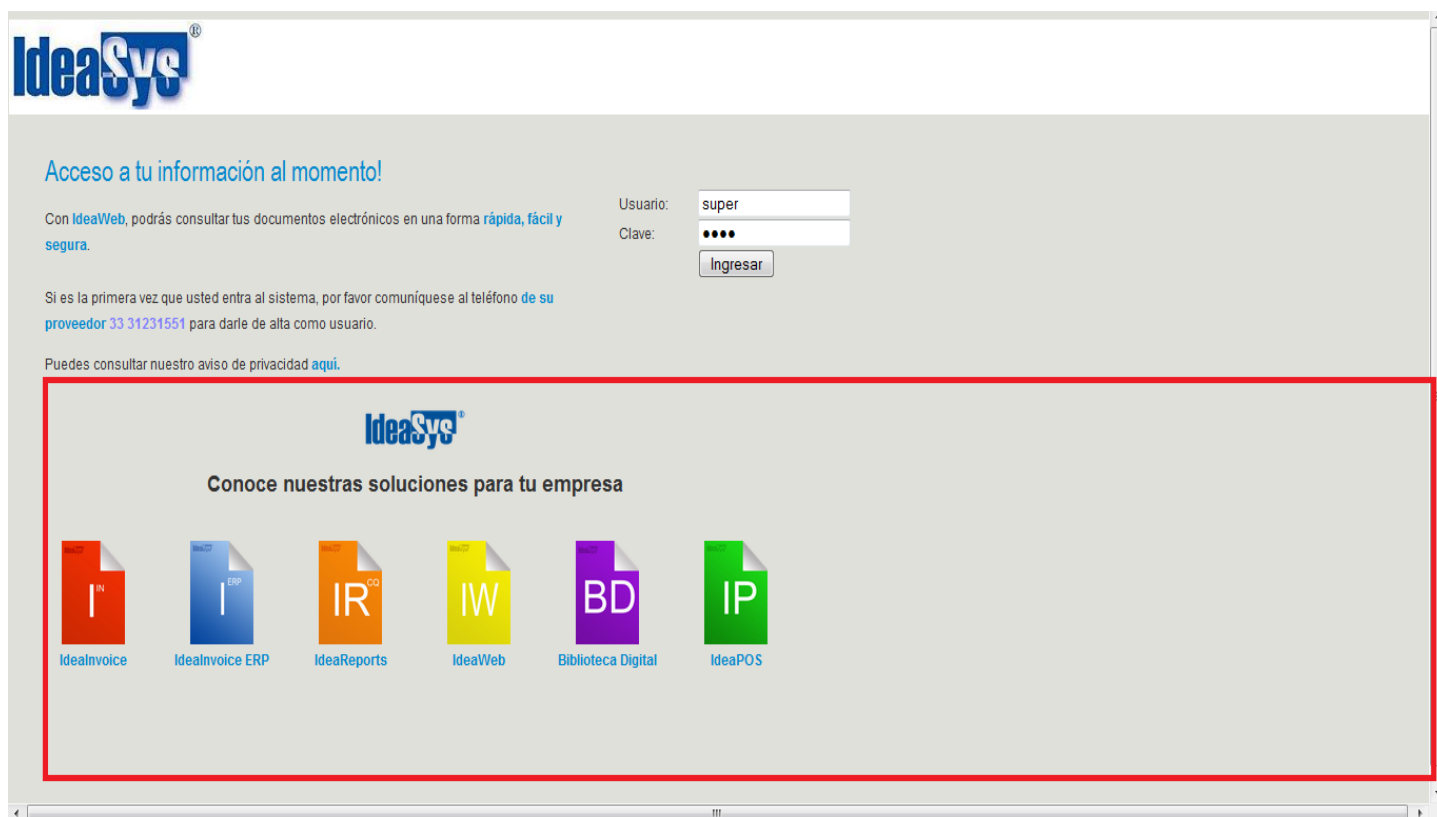 IdeaSys®
Acceso a tu información al momento!
Con IdeaWeb, podrás consultar tus documentos electrónicos en una forma rápida, fácil y
segura.
Usuario: super
Clave: ●●●●
Ingresar
Si es la primera vez que usted entra al sistema, por favor comuníquese al teléfono de su
proveedor 33 31231551 para darle de alta como usuario.
Puedes consultar nuestro aviso de privacidad aquí.
IdeaSys®
Conoce nuestras soluciones para tu empresa
I IN
I ERP
IR CQ
IW
BD
IP
IdeaInvoice
IdeaInvoice ERP
IdeaReports
IdeaWeb
Biblioteca Digital
IdeaPOS